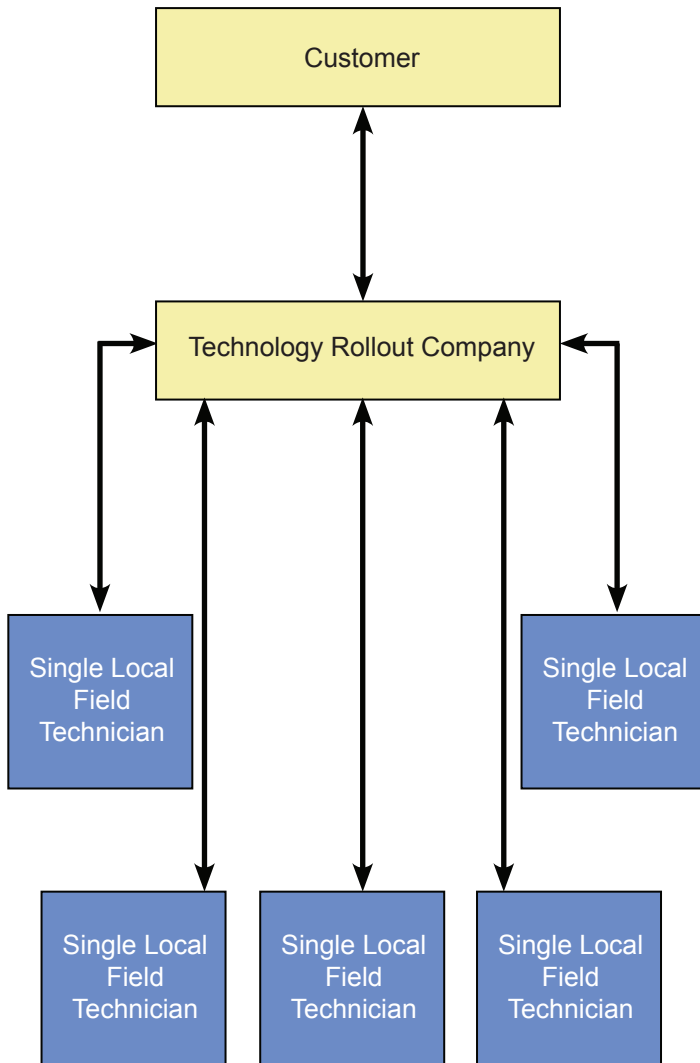 Customer
Technology Rollout Company
Single Local
Field
Technician
Single Local
Field
Technician
Single Local
Field
Technician
Single Local
Field
Technician
Single Local
Field
Technician